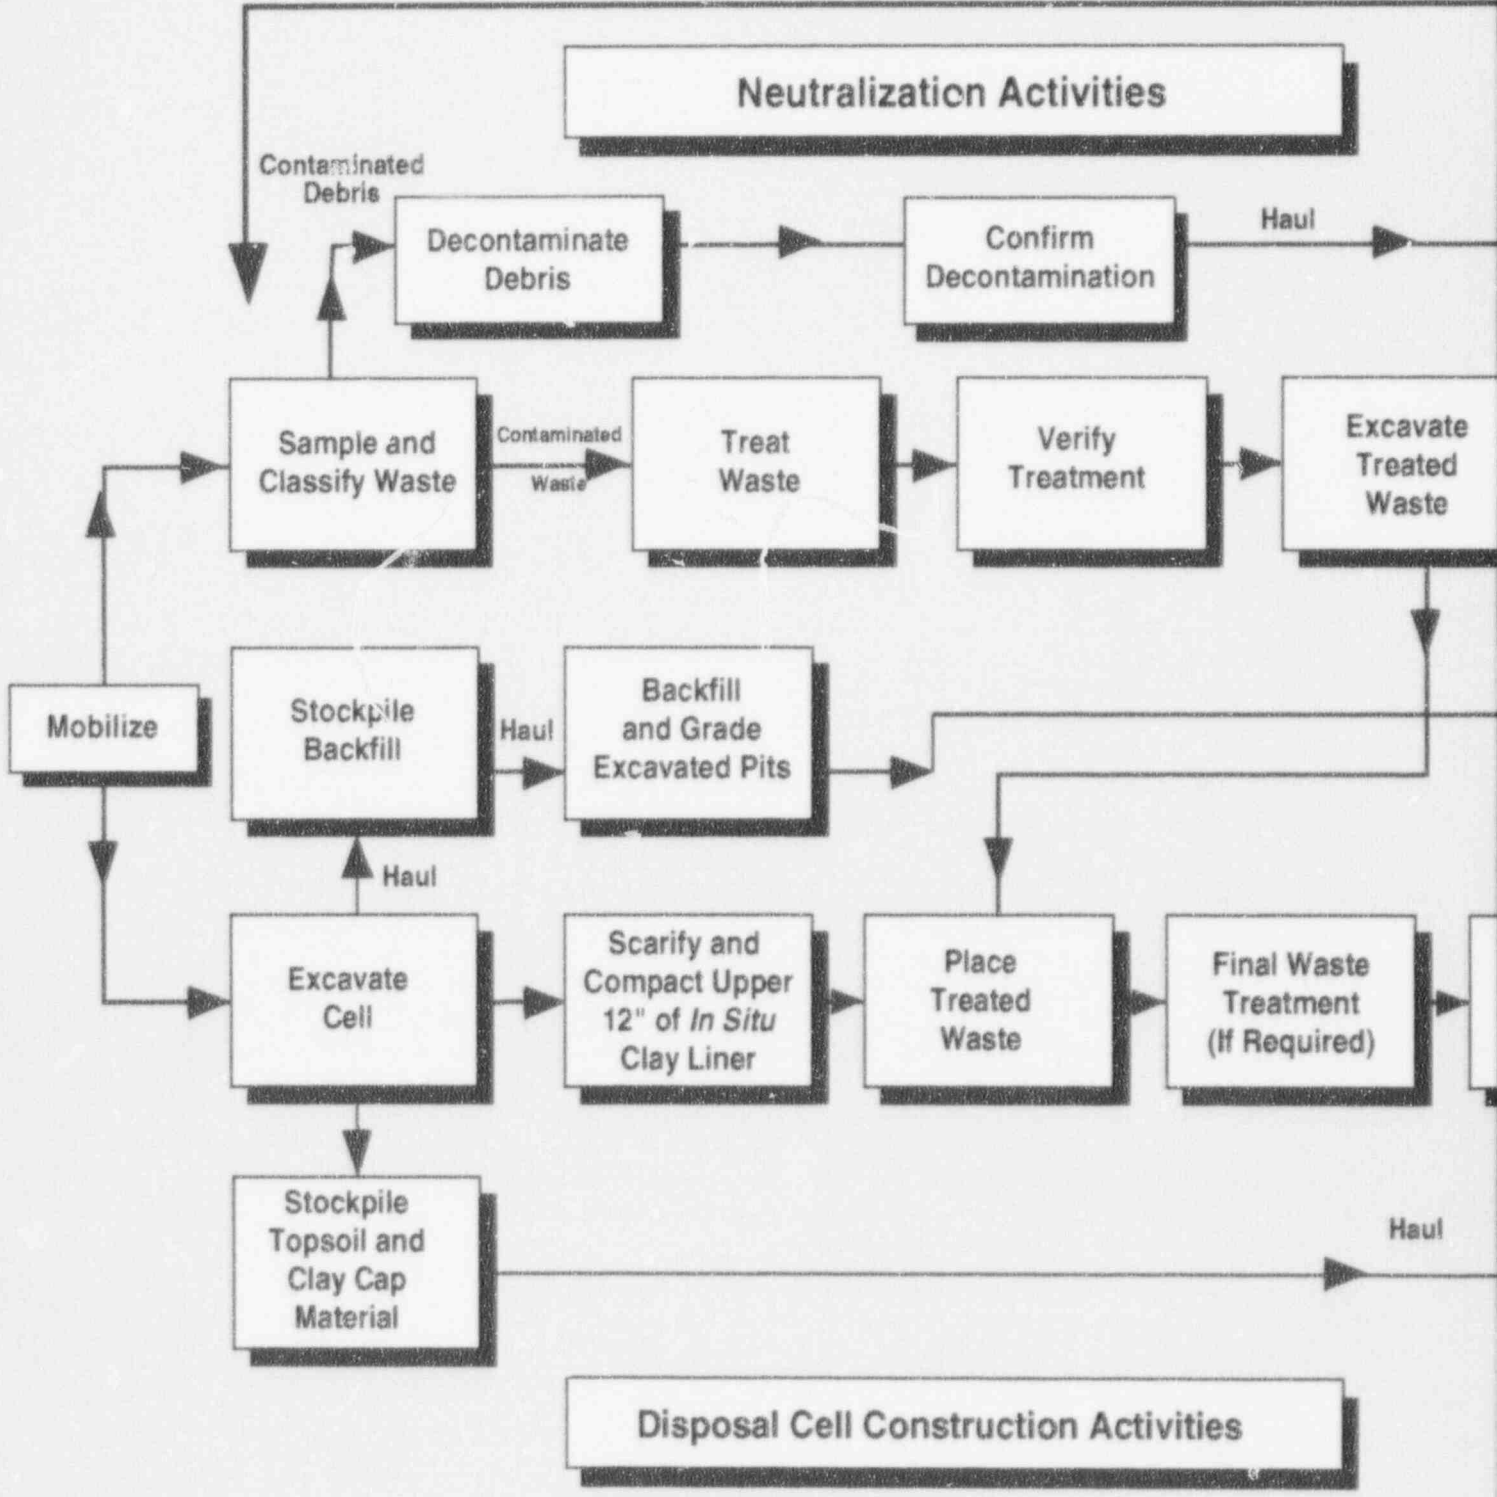 Neutralization Activities
Contaminated
Debris
Decontaminate
Debris
Confirm
Decontamination
Haul
Sample and
Classify Waste
Contaminated
Waste
Treat
Waste
Verify
Treatment
Excavate
Treated
Waste
Mobilize
Stockpile
Backfill
Haul
Backfill
and Grade
Excavated Pits
Haul
Excavate
Cell
Scarify and
Compact Upper
12" of In Situ
Clay Liner
Place
Treated
Waste
Final Waste
Treatment
(If Required)
Stockpile
Topsoil and
Clay Cap
Material
Haul
Disposal Cell Construction Activities